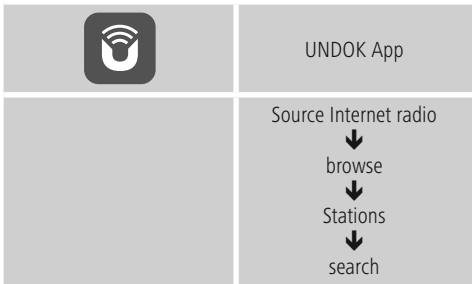 UNDOK App
Source Internet radio
🡻
browse
🡻
Stations
🡻
search